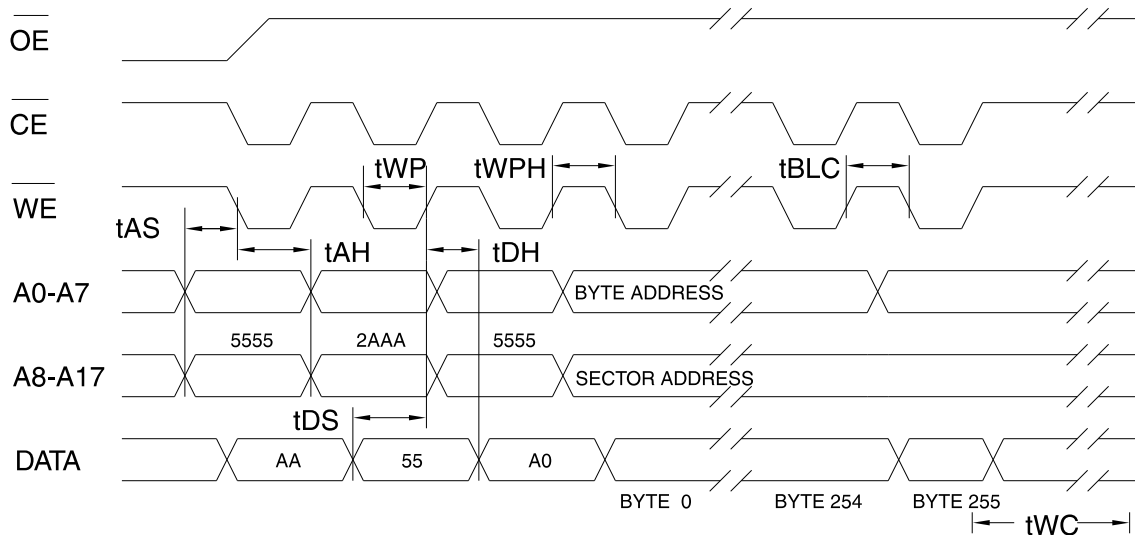 OE
CE
tWP
tWPH
tBLC
WE
tAS
tAH
tDH
A0-A7
BYTE ADDRESS
5555
2AAA
5555
A8-A17
SECTOR ADDRESS
tDS
DATA
AA
55
A0
BYTE 0
BYTE 254
BYTE 255
tWC